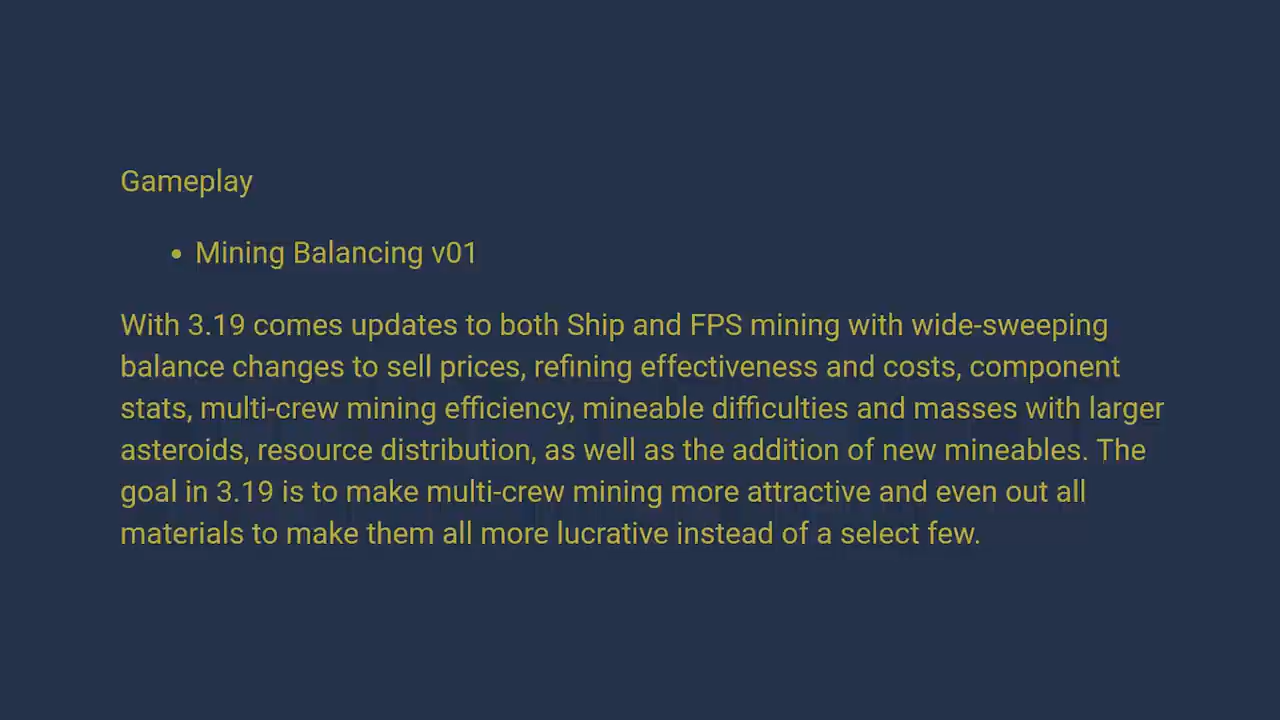 Gameplay
• Mining Balancing v01
With 3.19 comes updates to both Ship and FPS mining with wide-sweeping
balance changes to sell prices, refining effectiveness and costs, component
stats, multi-crew mining efficiency, mineable difficulties and masses with larger
asteroids, resource distribution, as well as the addition of new mineables. The
goal in 3.19 is to make multi-crew mining more attractive and even out all
materials to make them all more lucrative instead of a select few.